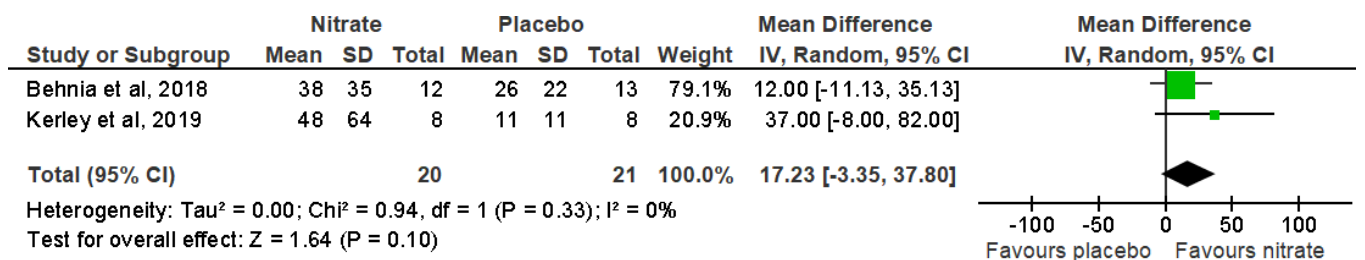 Nitrate Placebo Mean Difference Mean Difference
Study or Subgroup Mean SD Total Mean SD Total Weight IV, Random, 95% CI IV, Random, 95% CI
Behnia et al, 2018 38 35 12 26 22 13 79.1% 12.00 [-11.13, 35.13]
Kerley et al, 2019 48 64 8 11 11 8 20.9% 37.00 [-8.00, 82.00]
Total (95% CI) 20 21 100.0% 17.23 [-3.35, 37.80]
Heterogeneity: Tau² = 0.00; Chi² = 0.94, df = 1 (P = 0.33); I² = 0%
Test for overall effect: Z = 1.64 (P = 0.10)
-100 -50 0 50 100
Favours placebo Favours nitrate